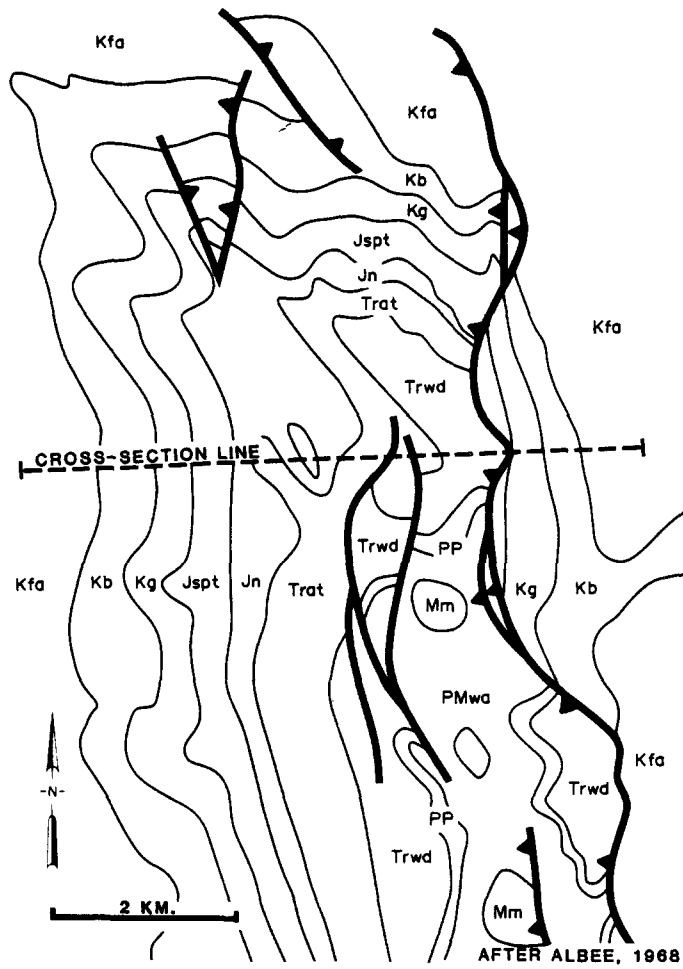 Kfa
Kfa
Kb
Kg
Jspt
Jn
Trat
Kfa
Trwd
CROSS-SECTION LINE
Kfa
Kb
Kg
Jspt
Jn
Trat
Trwd
PP
Mm
Kg
Kb
PMwa
-N-
Kfa
Trwd
PP
Trwd
2 KM.
Mm
AFTER ALBEE, 1968